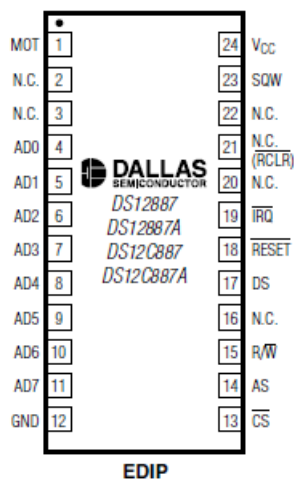 MOT 1 24 VCC
N.C. 2 23 SQW
N.C. 3 22 N.C.
AD0 4 21 N.C. (RCLR)
DALLAS
SEMICONDUCTOR
AD1 5 20 N.C.
DS12887
AD2 6 19 IRQ
DS12887A
AD3 7 18 RESET
DS12C887
AD4 8 17 DS
DS12C887A
AD5 9 16 N.C.
AD6 10 15 R/W
AD7 11 14 AS
GND 12 13 CS
EDIP